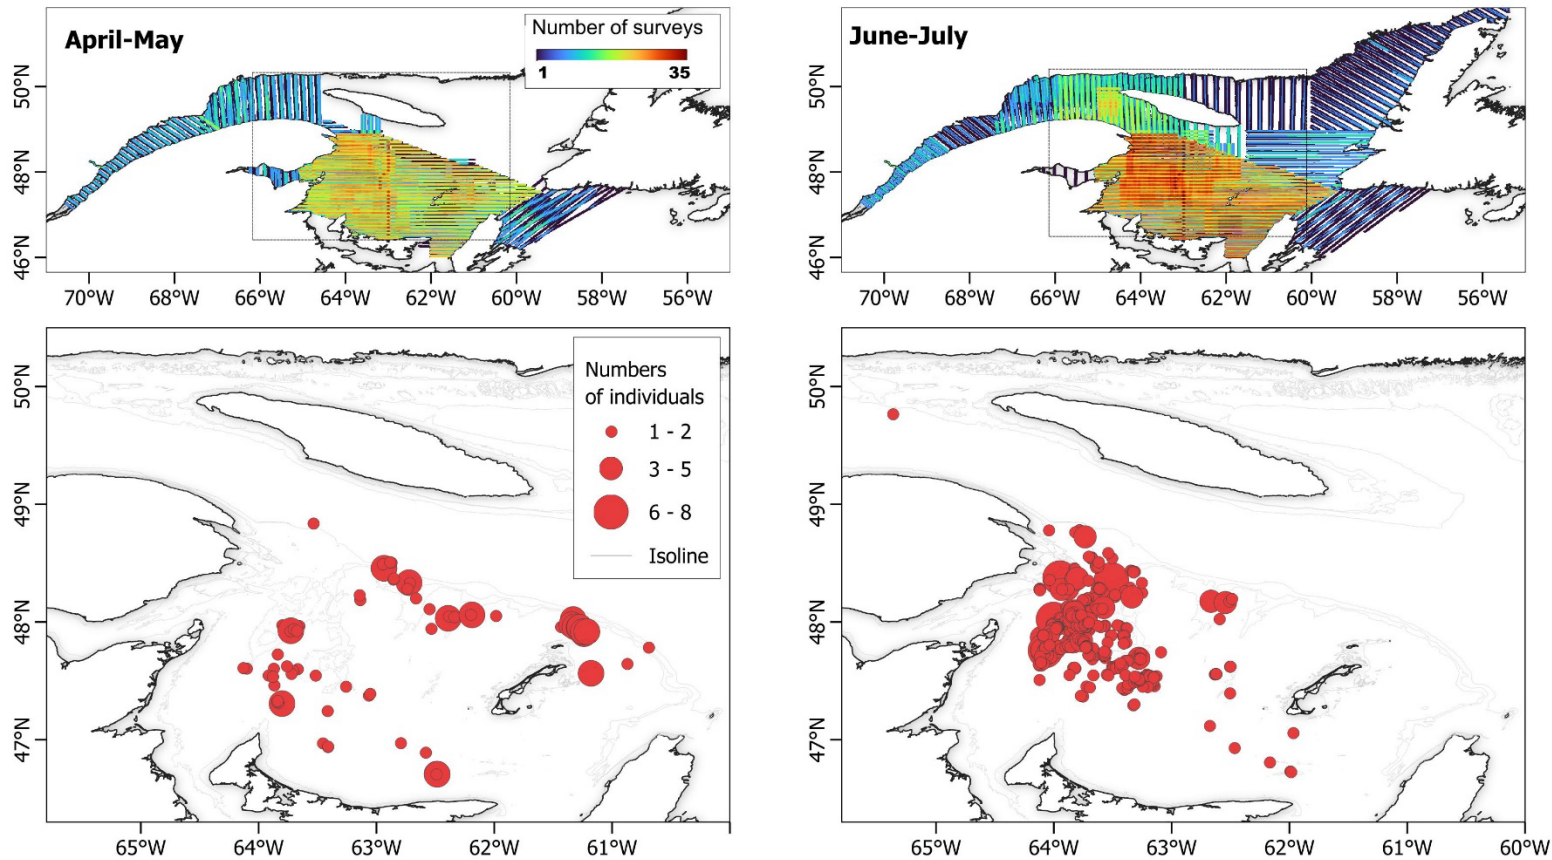 April-May
Number of surveys
1 35
50°N
48°N
46°N
70°W 68°W 66°W 64°W 62°W 60°W 58°W 56°W
June-July
50°N
48°N
46°N
70°W 68°W 66°W 64°W 62°W 60°W 58°W 56°W
Numbers
of individuals
1 - 2
3 - 5
6 - 8
Isoline
50°N
49°N
48°N
47°N
65°W 64°W 63°W 62°W 61°W
50°N
49°N
48°N
47°N
65°W 64°W 63°W 62°W 61°W 60°W